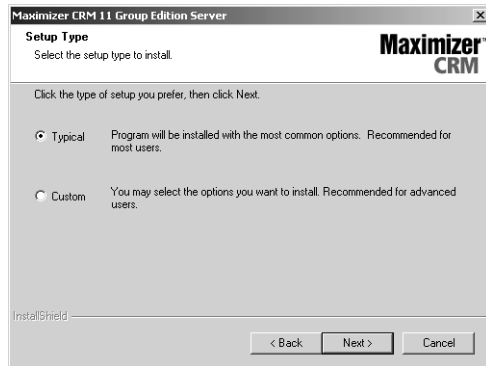 Maximizer CRM 11 Group Edition Server
Setup Type
Select the setup type to install.
Maximizer™
CRM
Click the type of setup you prefer, then click Next.
Typical
Program will be installed with the most common options. Recommended for
most users.
Custom
You may select the options you want to install. Recommended for advanced
users.
InstallShield
< Back
Next >
Cancel